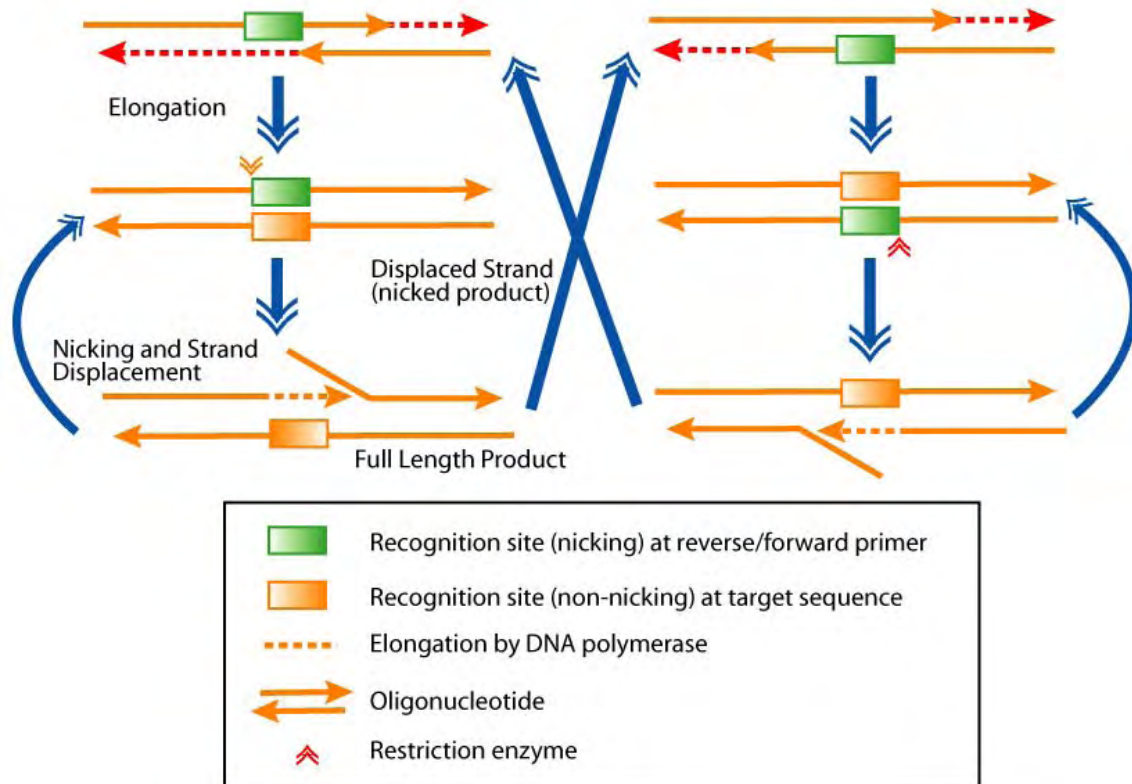 Elongation
Displaced Strand
(nicked product)
Nicking and Strand
Displacement
Full Length Product
Recognition site (nicking) at reverse/forward primer
Recognition site (non-nicking) at target sequence
Elongation by DNA polymerase
Oligonucleotide
Restriction enzyme